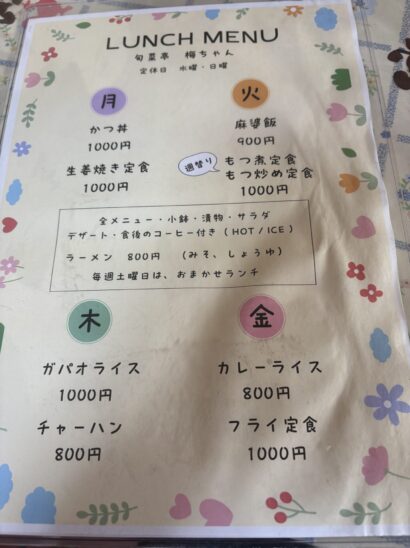 LUNCH MENU
旬菜亭 梅ちゃん
定休日 水曜・日曜
月
かつ丼
1000円
生姜焼き定食
1000円
火
麻婆飯
900円
週替り
もつ煮定食
もつ炒め定食
1000円
全メニュー・小鉢・漬物・サラダ
デザート・食後のコーヒー付き (HOT / ICE)
ラーメン 800円 (みそ、しょうゆ)
毎週土曜日は、おまかせランチ
木
ガパオライス
1000円
チャーハン
800円
金
カレーライス
800円
フライ定食
1000円